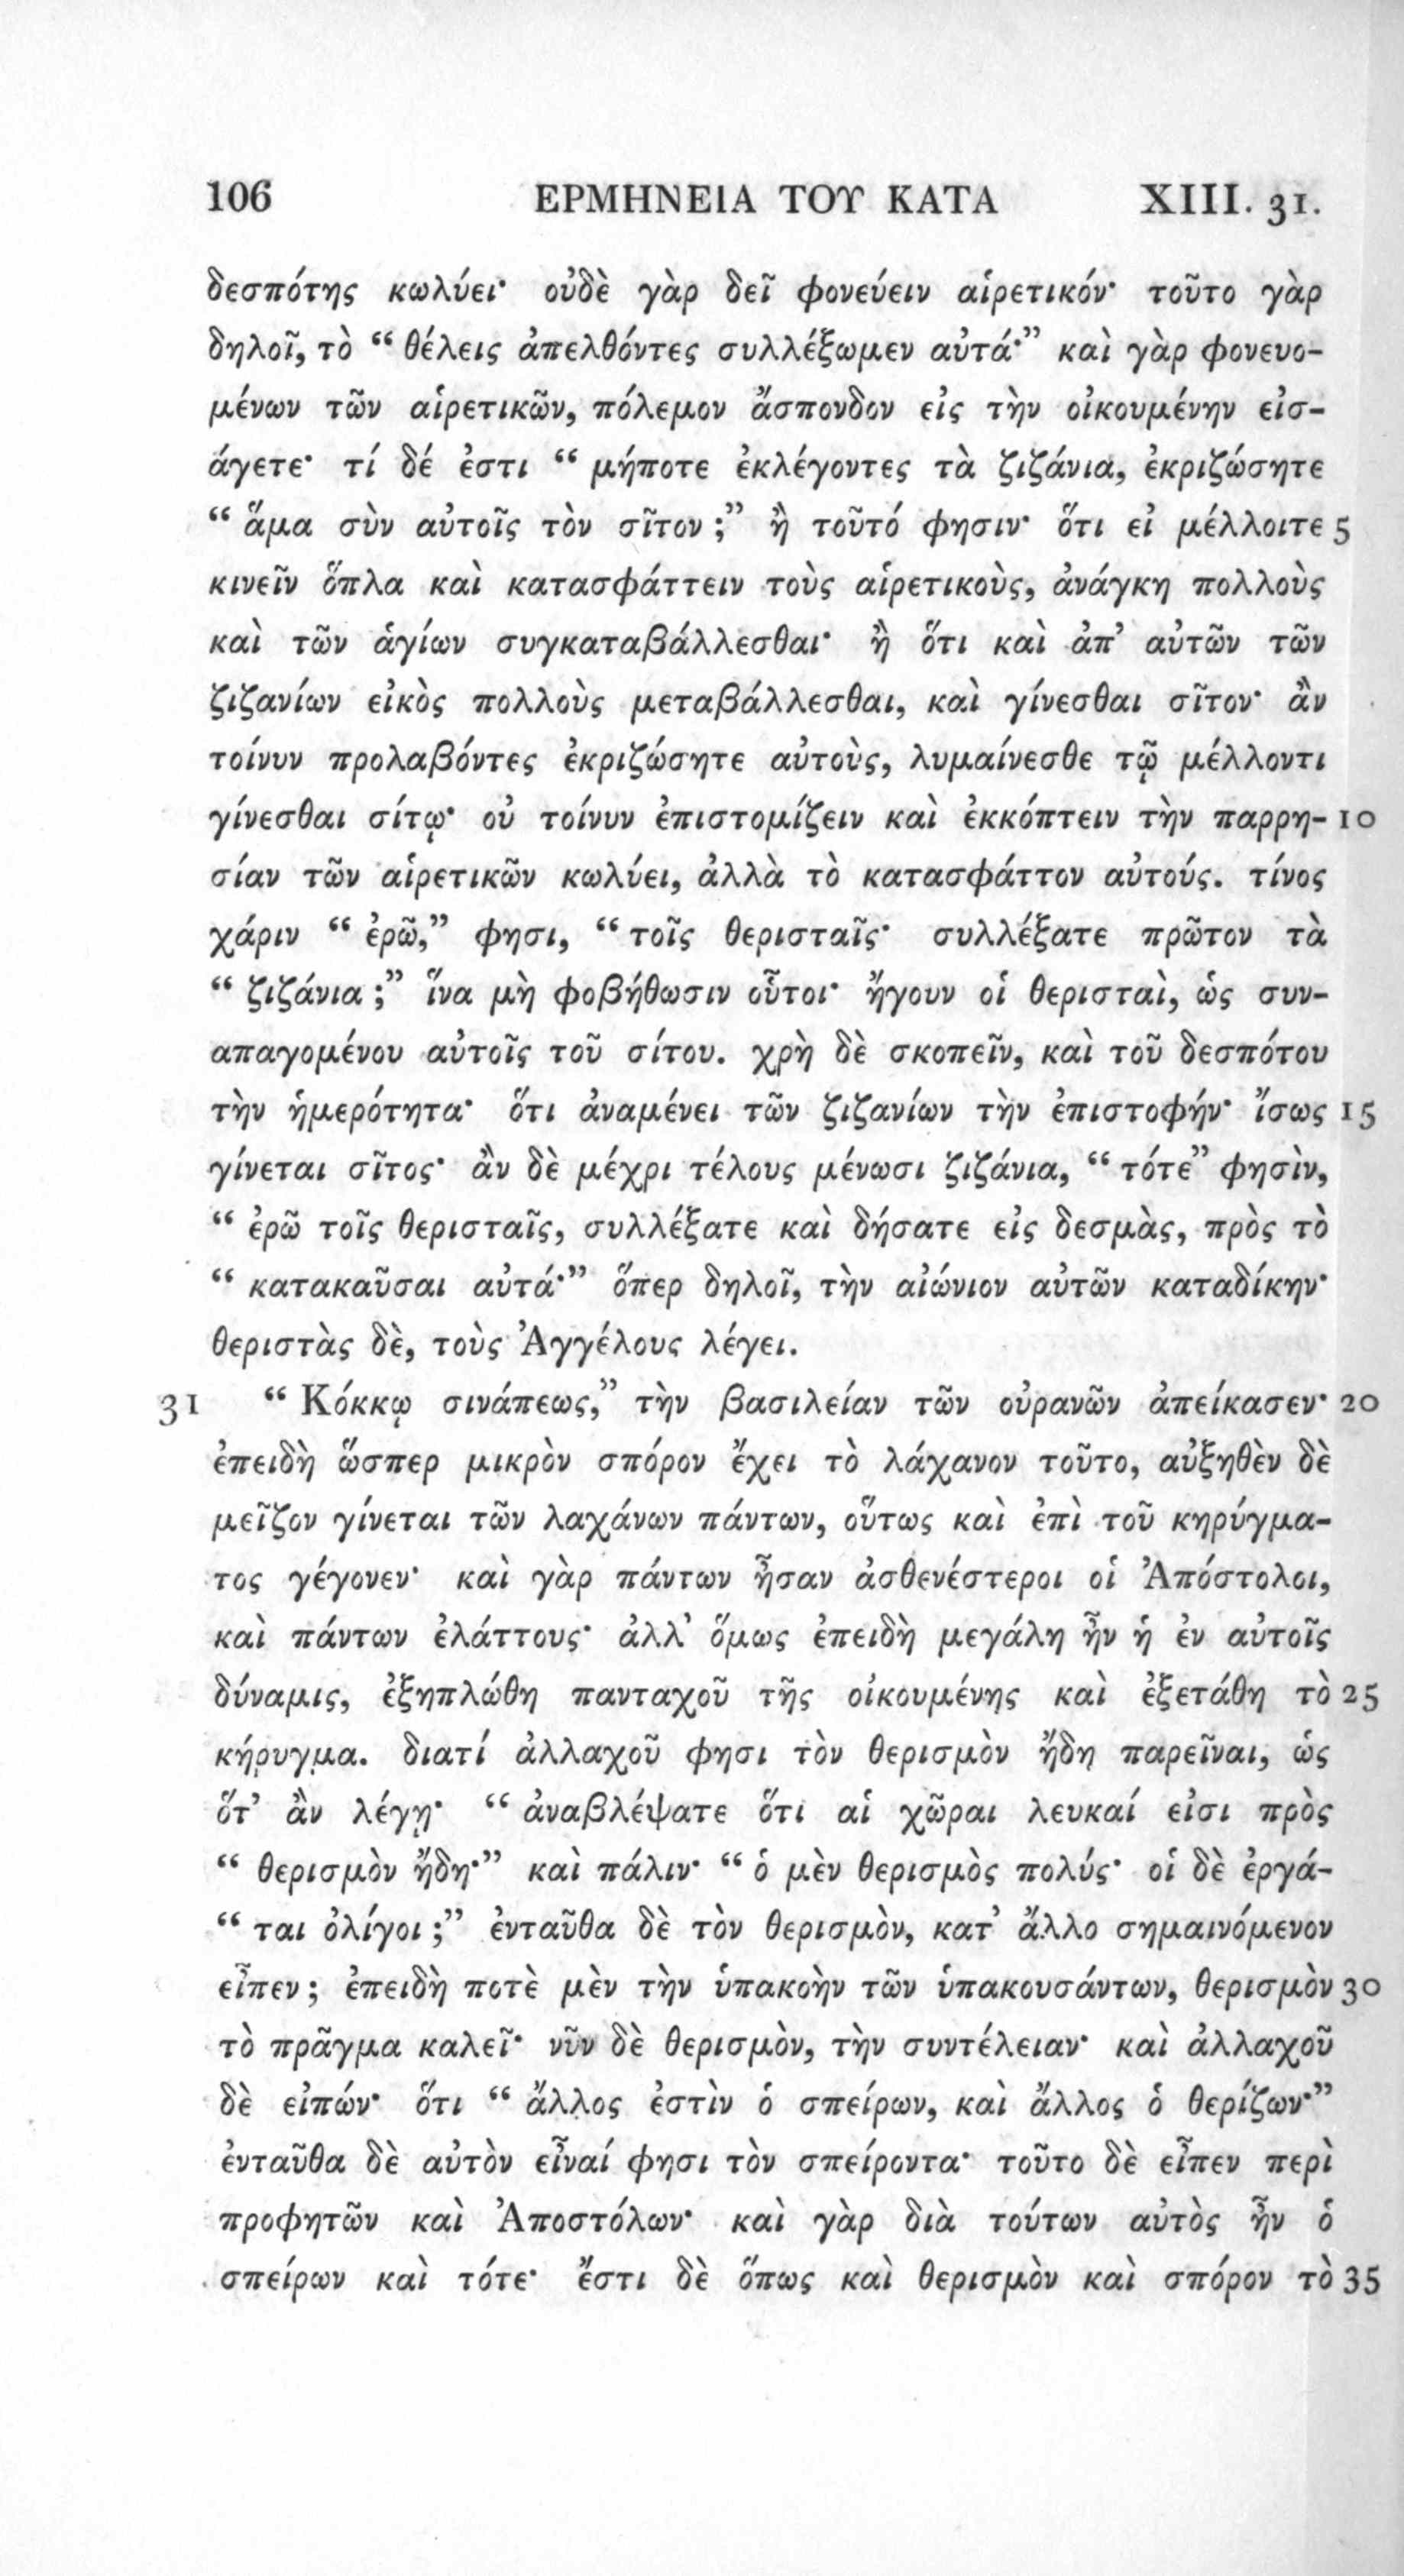 106 ΕΡΜΗΝΕΙΑ ΤΟΥ ΚΑΤΑ XIII. 31.
δεσπότης κωλύει· οὐδὲ γὰρ δεῖ φονεύειν αἱρετικόν· τοῦτο γὰρ
δηλοῖ, τὸ “ θέλεις ἀπελθόντες συλλέξωμεν αὐτά·” καὶ γὰρ φονευο-
μένων τῶν αἱρετικῶν, πόλεμον ἄσπονδον εἰς τὴν οἰκουμένην εἰσ-
άγετε· τί δέ ἐστι “ μήποτε ἐκλέγοντες τὰ ζιζάνια, ἐκριζώσητε
“ ἅμα σὺν αὐτοῖς τὸν σῖτον ;” ἢ τοῦτό φησιν· ὅτι εἰ μέλλοιτε 5
κινεῖν ὅπλα καὶ κατασφάττειν τοὺς αἱρετικοὺς, ἀνάγκη πολλοὺς
καὶ τῶν ἁγίων συγκαταβάλλεσθαι· ἢ ὅτι καὶ ἀπ’ αὐτῶν τῶν
ζιζανίων εἰκὸς πολλοὺς μεταβάλλεσθαι, καὶ γίνεσθαι σῖτον· ἂν
τοίνυν προλαβόντες ἐκριζώσητε αὐτοὺς, λυμαίνεσθε τῷ μέλλοντι
γίνεσθαι σίτῳ· οὐ τοίνυν ἐπιστομίζειν καὶ ἐκκόπτειν τὴν παρρη- 10
σίαν τῶν αἱρετικῶν κωλύει, ἀλλὰ τὸ κατασφάττον αὐτούς. τίνος
χάριν “ ἐρῶ,” φησι, “ τοῖς θερισταῖς· συλλέξατε πρῶτον τὰ
“ ζιζάνια ;” ἵνα μὴ φοβήθωσιν οὗτοι· ἤγουν οἱ θερισταὶ, ὡς συν-
απαγομένου αὐτοῖς τοῦ σίτου. χρὴ δὲ σκοπεῖν, καὶ τοῦ δεσπότου
τὴν ἡμερότητα· ὅτι ἀναμένει τῶν ζιζανίων τὴν ἐπιστοφήν· ἴσως 15
γίνεται σῖτος· ἂν δὲ μέχρι τέλους μένωσι ζιζάνια, “ τότε” φησὶν,
“ ἐρῶ τοῖς θερισταῖς, συλλέξατε καὶ δήσατε εἰς δεσμὰς, πρὸς τὸ
“ κατακαῦσαι αὐτά·” ὅπερ δηλοῖ, τὴν αἰώνιον αὐτῶν καταδίκην·
θεριστὰς δὲ, τοὺς Ἀγγέλους λέγει.
31 “ Κόκκῳ σινάπεως,” τὴν βασιλείαν τῶν οὐρανῶν ἀπείκασεν· 20
ἐπειδὴ ὥσπερ μικρὸν σπόρον ἔχει τὸ λάχανον τοῦτο, αὐξηθὲν δὲ
μεῖζον γίνεται τῶν λαχάνων πάντων, οὕτως καὶ ἐπὶ τοῦ κηρύγμα-
τος γέγονεν· καὶ γὰρ πάντων ἦσαν ἀσθενέστεροι οἱ Ἀπόστολοι,
καὶ πάντων ἐλάττους· ἀλλ’ ὅμως ἐπειδὴ μεγάλη ἦν ἡ ἐν αὐτοῖς
δύναμις, ἐξηπλώθη πανταχοῦ τῆς οἰκουμένης καὶ ἐξετάθη τὸ 25
κήρυγμα. διατί ἀλλαχοῦ φησι τὸν θερισμὸν ἤδη παρεῖναι, ὡς
ὅτ’ ἂν λέγῃ· “ ἀναβλέψατε ὅτι αἱ χῶραι λευκαί εἰσι πρὸς
“ θερισμὸν ἤδη·” καὶ πάλιν· “ ὁ μὲν θερισμὸς πολύς· οἱ δὲ ἐργά-
“ ται ὀλίγοι ;” ἐνταῦθα δὲ τὸν θερισμὸν, κατ’ ἄλλο σημαινόμενον
εἶπεν ; ἐπειδὴ ποτὲ μὲν τὴν ὑπακοὴν τῶν ὑπακουσάντων, θερισμὸν 30
τὸ πρᾶγμα καλεῖ· νῦν δὲ θερισμὸν, τὴν συντέλειαν· καὶ ἀλλαχοῦ
δὲ εἰπών· ὅτι “ ἄλλος ἐστὶν ὁ σπείρων, καὶ ἄλλος ὁ θερίζων·”
ἐνταῦθα δὲ αὐτὸν εἶναί φησι τὸν σπείροντα· τοῦτο δὲ εἶπεν περὶ
προφητῶν καὶ Ἀποστόλων· καὶ γὰρ διὰ τούτων αὐτὸς ἦν ὁ
σπείρων καὶ τότε· ἔστι δὲ ὅπως καὶ θερισμὸν καὶ σπόρον τὸ 35